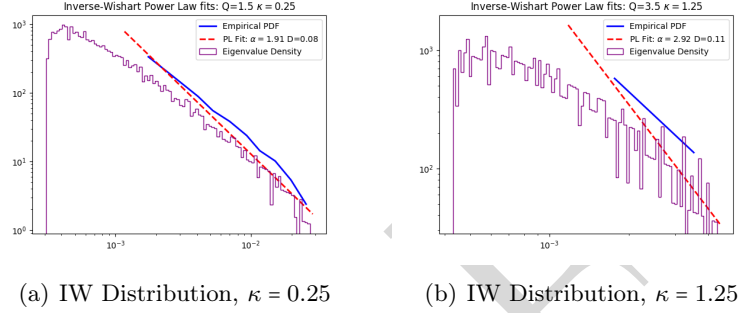 Inverse-Wishart Power Law fits: Q=1.5 κ = 0.25
Empirical PDF
PL Fit: α = 1.91 D=0.08
Eigenvalue Density
10³
10²
10¹
10⁰
10⁻³
10⁻²
(a) IW Distribution, κ = 0.25
Inverse-Wishart Power Law fits: Q=3.5 κ = 1.25
Empirical PDF
PL Fit: α = 2.92 D=0.11
Eigenvalue Density
10³
10²
10⁻³
(b) IW Distribution, κ = 1.25